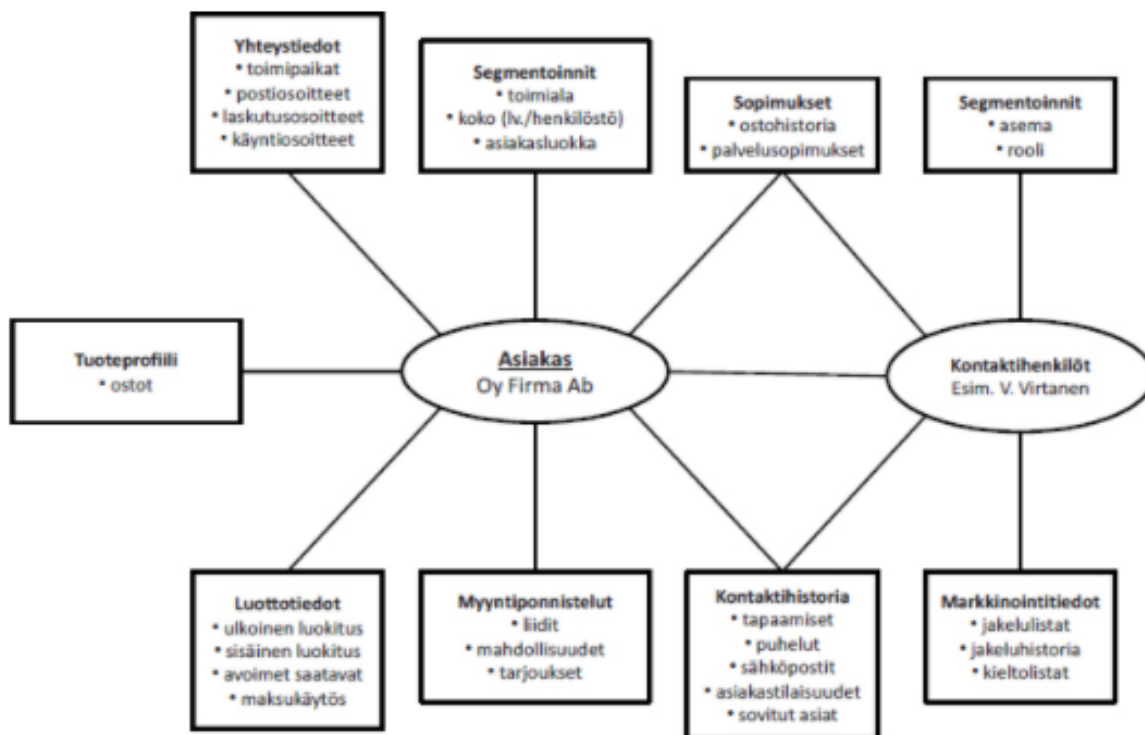 Yhteystiedot
• toimipaikat
• postiosoitteet
• laskutusosoitteet
• käyntiosoitteet
Segmentoinnit
• toimiala
• koko (lv./henkilöstö)
• asiakasluokka
Sopimukset
• ostohistoria
• palvelusopimukset
Segmentoinnit
• asema
• rooli
Tuoteprofiili
• ostot
Asiakas
Oy Firma Ab
Kontaktihenkilöt
Esim. V. Virtanen
Luottotiedot
• ulkoinen luokitus
• sisäinen luokitus
• avoimet saatavat
• maksukäytös
Myyntiponnistelut
• liidit
• mahdollisuudet
• tarjoukset
Kontaktihistoria
• tapaamiset
• puhelut
• sähköpostit
• asiakastilaisuudet
• sovitut asiat
Markkinointitiedot
• jakelulistat
• jakeluhistoria
• kieltolistat